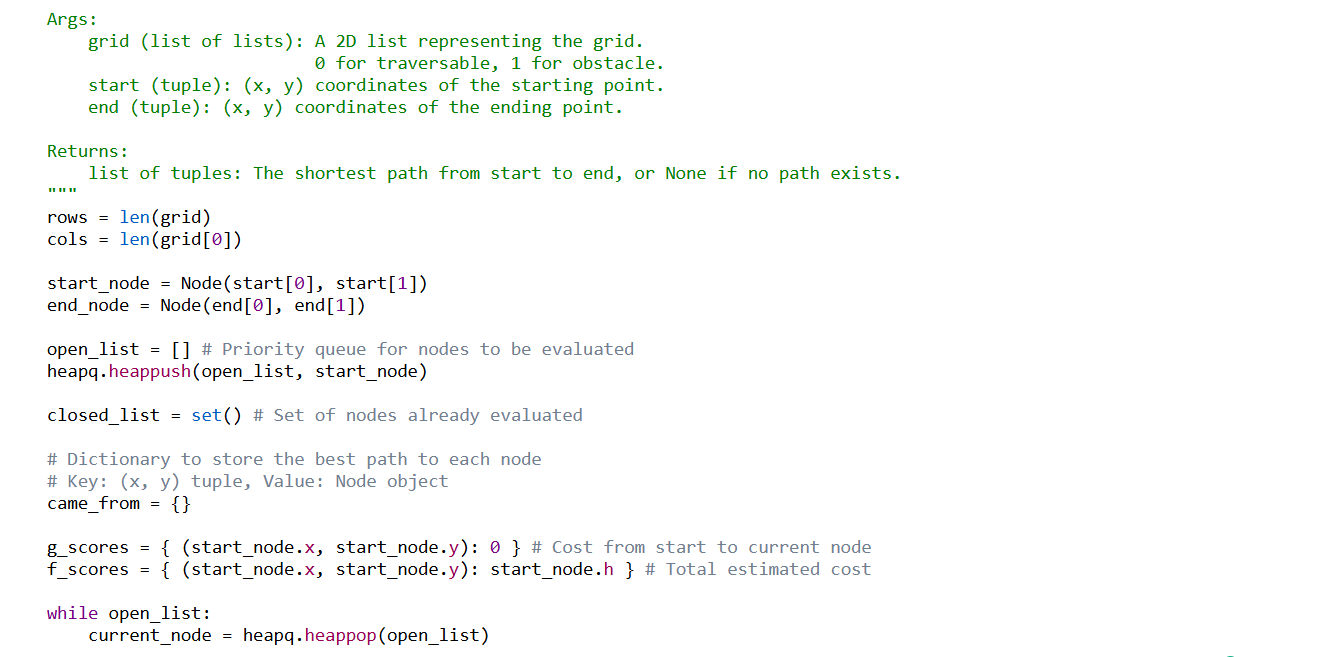 Args:
    grid (list of lists): A 2D list representing the grid.
                          0 for traversable, 1 for obstacle.
    start (tuple): (x, y) coordinates of the starting point.
    end (tuple): (x, y) coordinates of the ending point.

Returns:
    list of tuples: The shortest path from start to end, or None if no path exists.
"""
rows = len(grid)
cols = len(grid[0])

start_node = Node(start[0], start[1])
end_node = Node(end[0], end[1])

open_list = [] # Priority queue for nodes to be evaluated
heapq.heappush(open_list, start_node)

closed_list = set() # Set of nodes already evaluated

# Dictionary to store the best path to each node
# Key: (x, y) tuple, Value: Node object
came_from = {}

g_scores = { (start_node.x, start_node.y): 0 } # Cost from start to current node
f_scores = { (start_node.x, start_node.y): start_node.h } # Total estimated cost

while open_list:
    current_node = heapq.heappop(open_list)